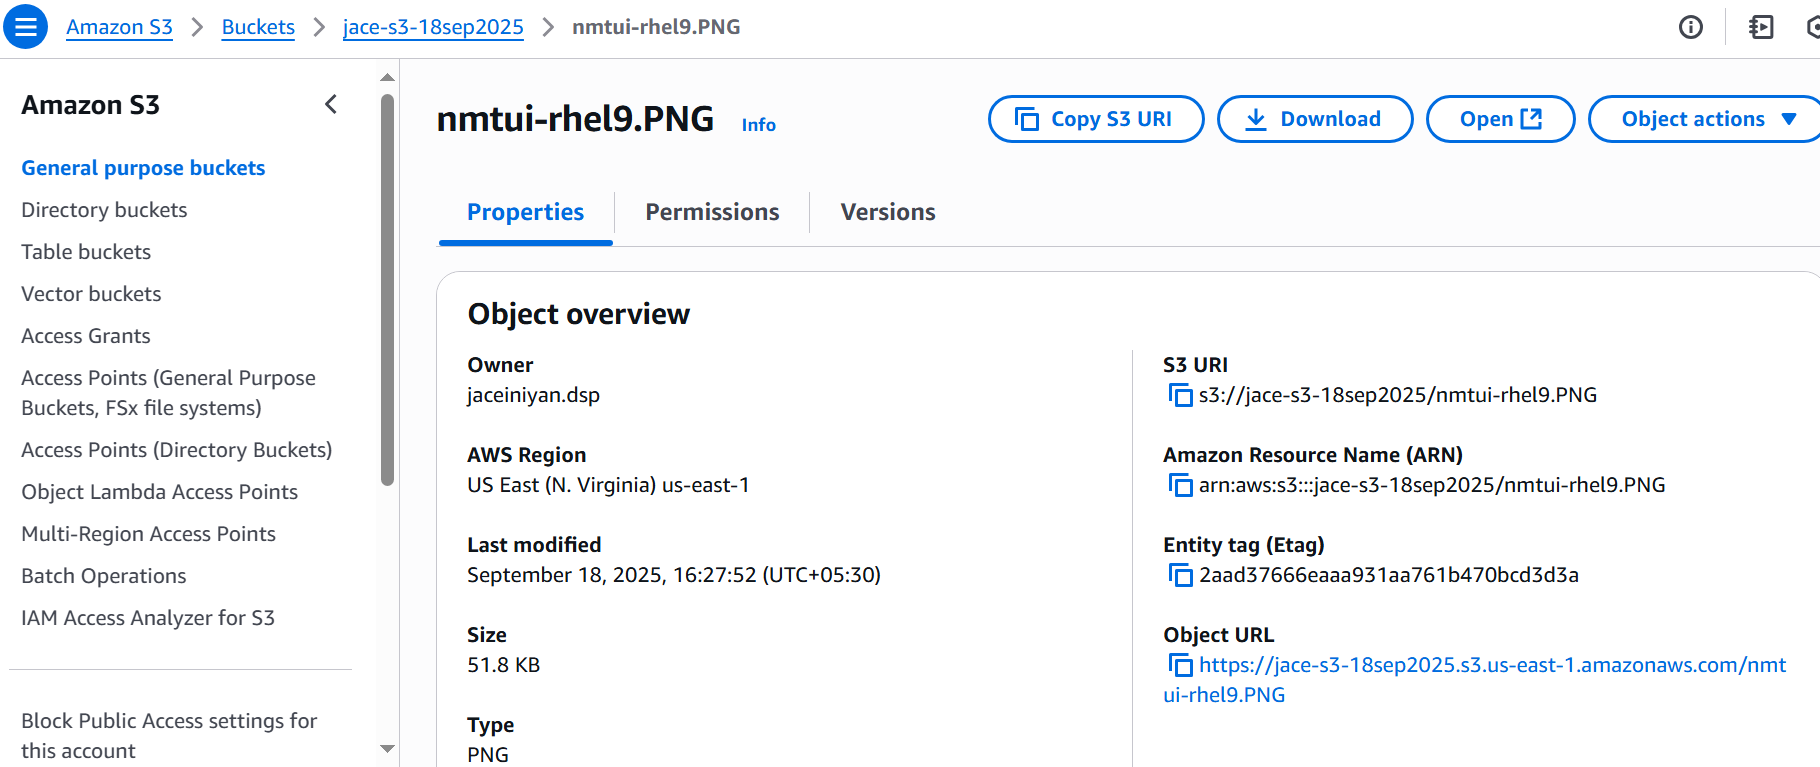 Amazon S3 > Buckets > jace-s3-18sep2025 > nmtui-rhel9.PNG
Amazon S3
General purpose buckets
Directory buckets
Table buckets
Vector buckets
Access Grants
Access Points (General Purpose
Buckets, FSx file systems)
Access Points (Directory Buckets)
Object Lambda Access Points
Multi-Region Access Points
Batch Operations
IAM Access Analyzer for S3
Block Public Access settings for
this account
nmtui-rhel9.PNG Info
Copy S3 URI Download Open Object actions
Properties Permissions Versions
Object overview
Owner
jaceiniyan.dsp
AWS Region
US East (N. Virginia) us-east-1
Last modified
September 18, 2025, 16:27:52 (UTC+05:30)
Size
51.8 KB
Type
PNG
S3 URI
s3://jace-s3-18sep2025/nmtui-rhel9.PNG
Amazon Resource Name (ARN)
arn:aws:s3:::jace-s3-18sep2025/nmtui-rhel9.PNG
Entity tag (Etag)
2aad37666eaaa931aa761b470bcd3d3a
Object URL
https://jace-s3-18sep2025.s3.us-east-1.amazonaws.com/nmt
ui-rhel9.PNG